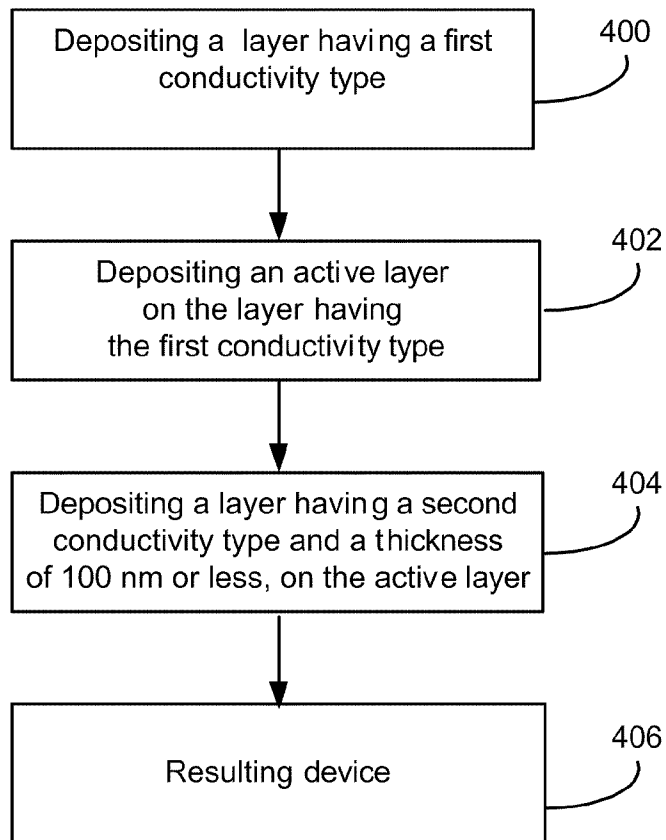 Depositing a layer having a first
conductivity type
400
Depositing an active layer
on the layer having
the first conductivity type
402
Depositing a layer having a second
conductivity type and a thickness
of 100 nm or less, on the active layer
404
Resulting device
406